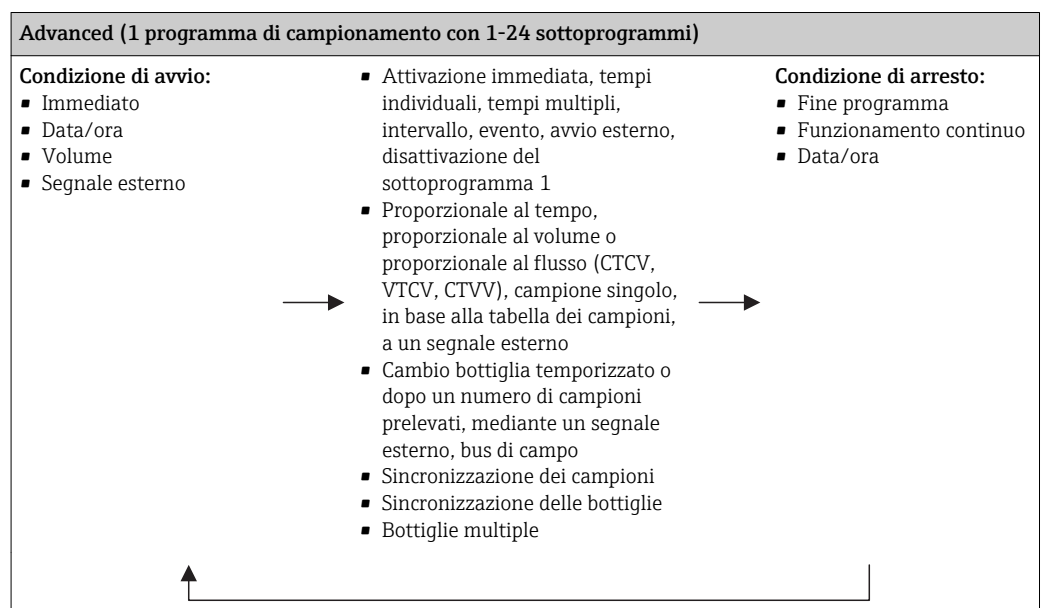 Advanced (1 programma di campionamento con 1-24 sottoprogrammi)
Condizione di avvio:
▪ Immediato
▪ Data/ora
▪ Volume
▪ Segnale esterno
▪ Attivazione immediata, tempi
individuali, tempi multipli,
intervallo, evento, avvio esterno,
disattivazione del
sottoprogramma 1
▪ Proporzionale al tempo,
proporzionale al volume o
proporzionale al flusso (CTCV,
VTCV, CTVV), campione singolo,
in base alla tabella dei campioni,
a un segnale esterno
▪ Cambio bottiglia temporizzato o
dopo un numero di campioni
prelevati, mediante un segnale
esterno, bus di campo
▪ Sincronizzazione dei campioni
▪ Sincronizzazione delle bottiglie
▪ Bottiglie multiple
Condizione di arresto:
▪ Fine programma
▪ Funzionamento continuo
▪ Data/ora